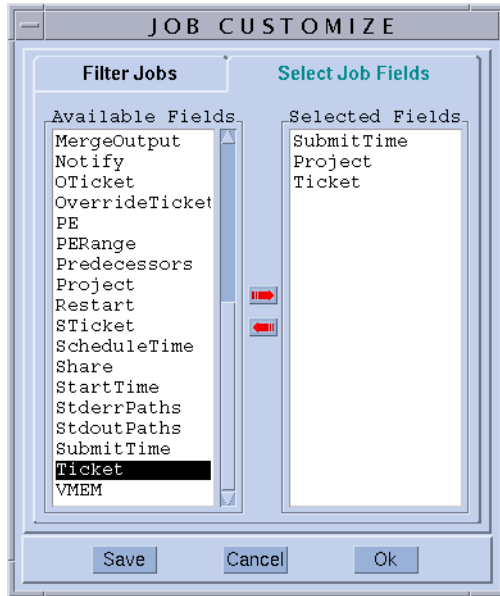 JOB CUSTOMIZE
Filter Jobs
Select Job Fields
Available Fields
MergeOutput
Notify
OTicket
OverrideTicket
PE
PERange
Predecessors
Project
Restart
STicket
ScheduleTime
Share
StartTime
StderrPaths
StdoutPaths
SubmitTime
Ticket
VMEM
Selected Fields
SubmitTime
Project
Ticket
Save
Cancel
Ok